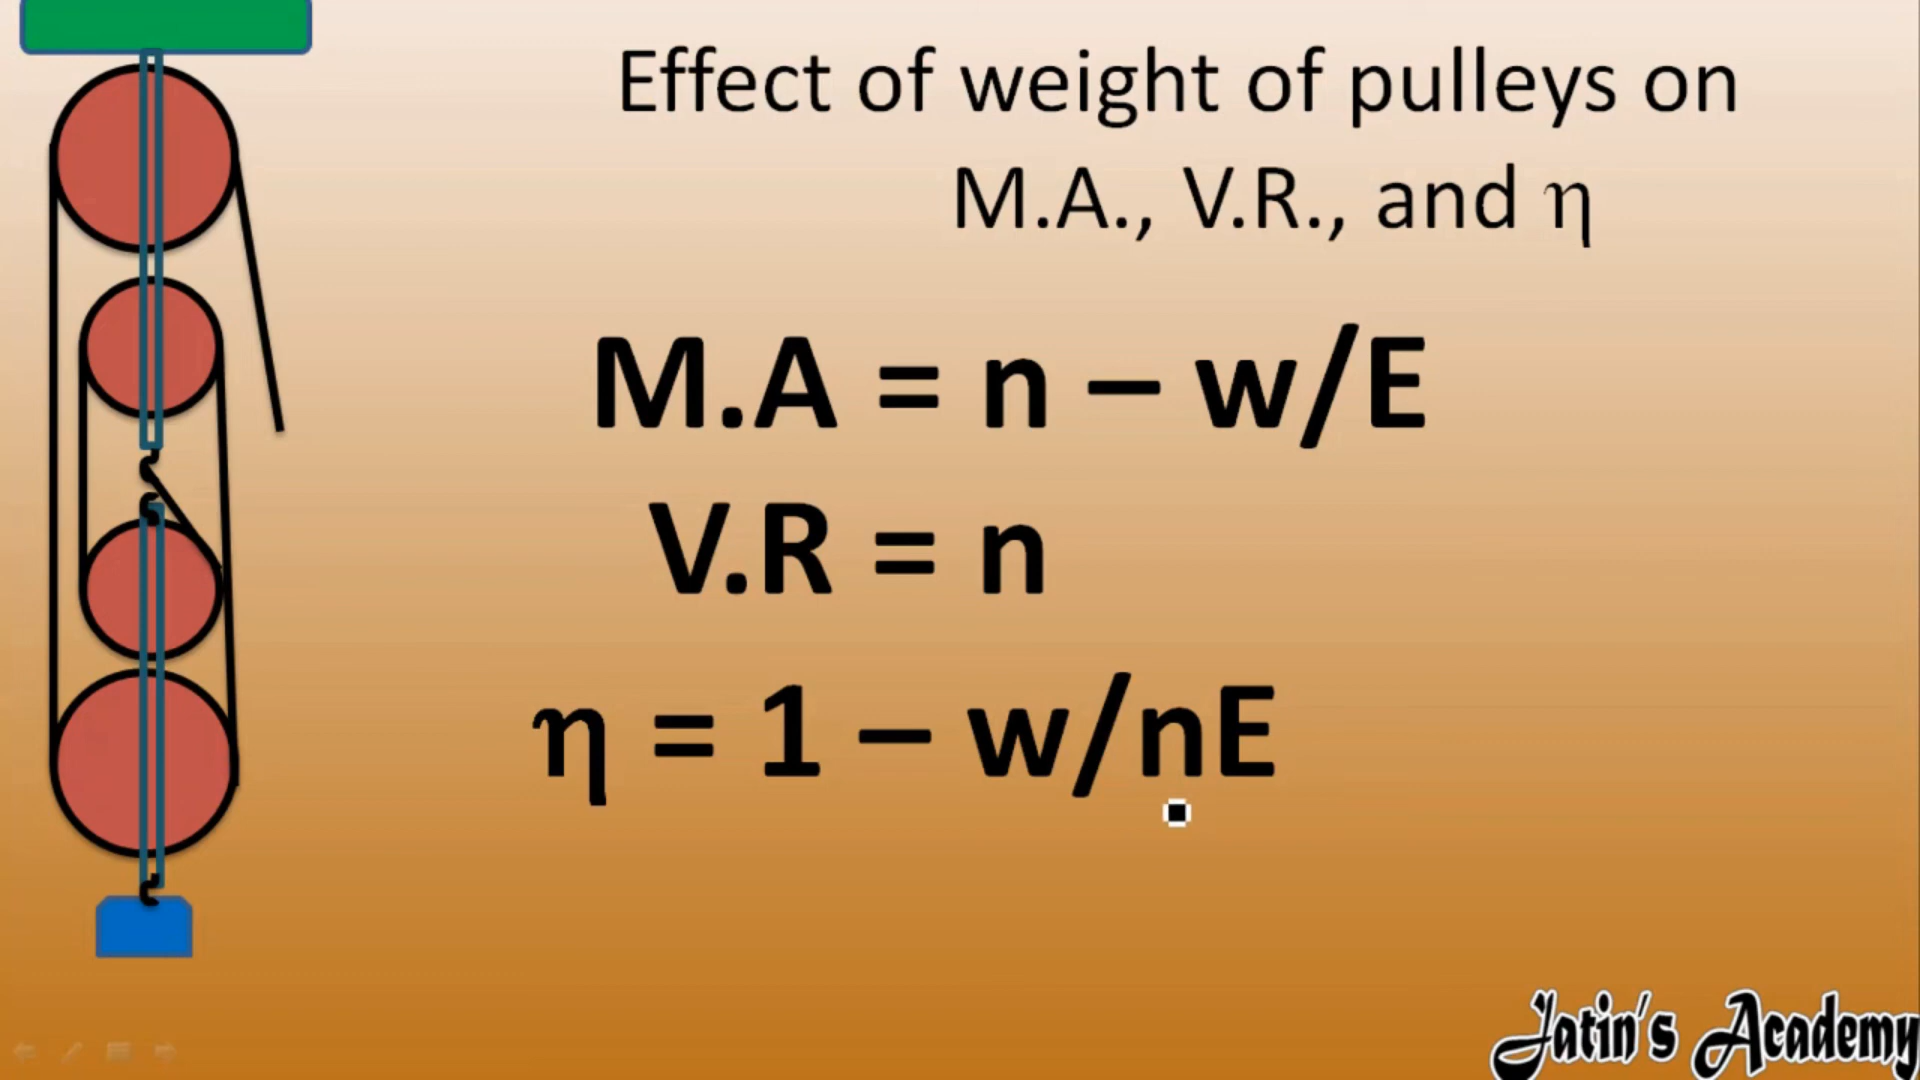 Effect of weight of pulleys on
M.A., V.R., and η
M.A = n – w/E
V.R = n
η = 1 – w/nE
Jatin's Academy